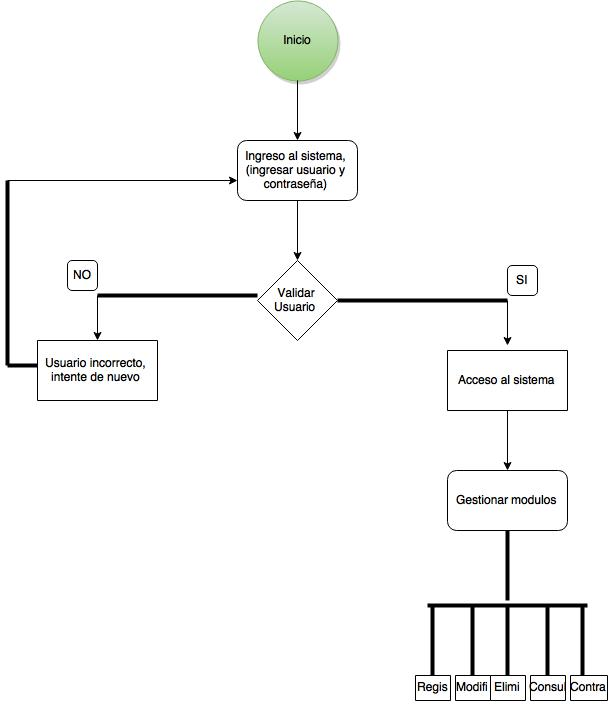 Inicio
Ingreso al sistema,
(ingresar usuario y
contraseña)
NO
SI
Validar
Usuario
Usuario incorrecto,
intente de nuevo
Acceso al sistema
Gestionar modulos
Regis
Modifi
Elimi
Consul
Contra